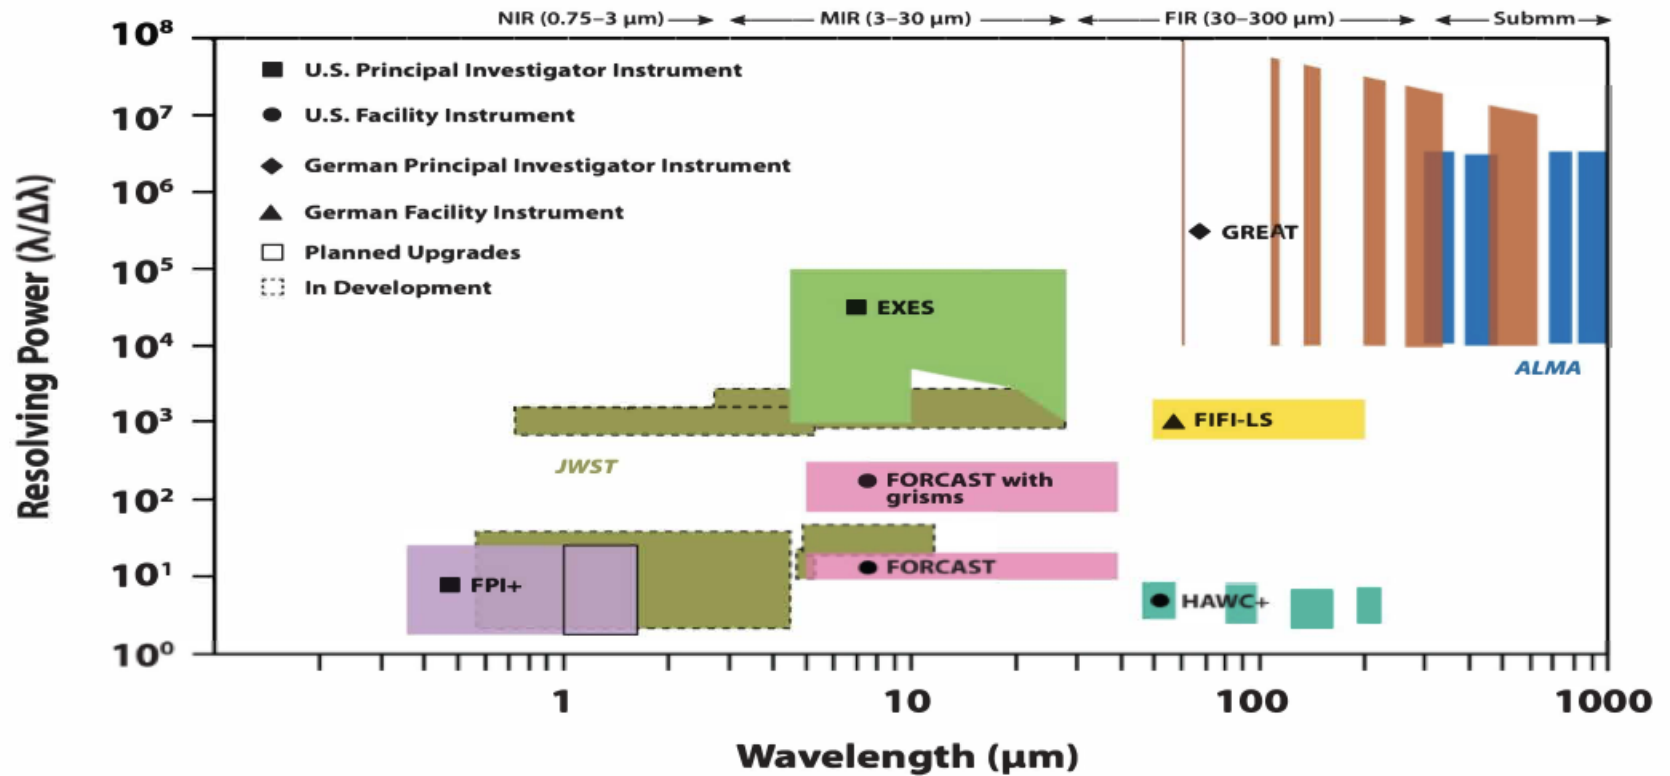 NIR (0.75–3 μm) MIR (3–30 μm) FIR (30–300 μm) Submm
10⁸
10⁷
10⁶
10⁵
10⁴
10³
10²
10¹
10⁰
Resolving Power (λ/Δλ)
U.S. Principal Investigator Instrument
U.S. Facility Instrument
German Principal Investigator Instrument
German Facility Instrument
Planned Upgrades
In Development
GREAT
EXES
ALMA
FIFI-LS
JWST
FORCAST with
grisms
FORCAST
FPI+
HAWC+
1 10 100 1000
Wavelength (μm)